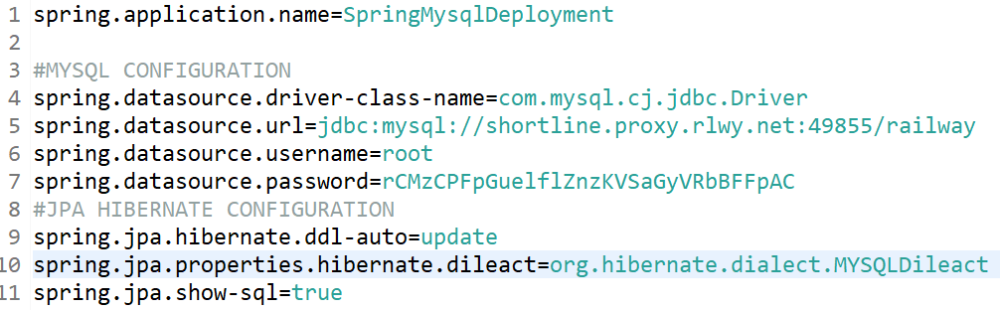 1 spring.application.name=SpringMysqlDeployment
2
3 #MYSQL CONFIGURATION
4 spring.datasource.driver-class-name=com.mysql.cj.jdbc.Driver
5 spring.datasource.url=jdbc:mysql://shortline.proxy.rlwy.net:49855/railway
6 spring.datasource.username=root
7 spring.datasource.password=rCMzCPFpGuelflZnzKVSaGyVRbBFFpAC
8 #JPA HIBERNATE CONFIGURATION
9 spring.jpa.hibernate.ddl-auto=update
10 spring.jpa.properties.hibernate.dileact=org.hibernate.dialect.MYSQLDileact
11 spring.jpa.show-sql=true